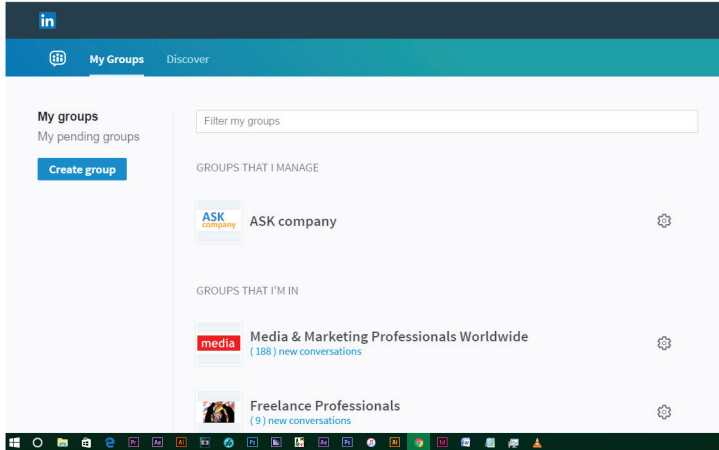 in
My Groups Discover
My groups
My pending groups
Create group
Filter my groups
GROUPS THAT I MANAGE
ASK
company
ASK company
GROUPS THAT I'M IN
media
Media & Marketing Professionals Worldwide
( 188 ) new conversations
Freelance Professionals
( 9 ) new conversations